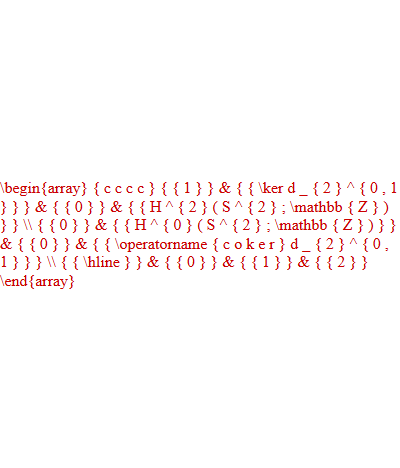 \begin{array} { c c c c } { { 1 } } & { { \ker d _ { 2 } ^ { 0 , 1
} } } & { { 0 } } & { { H ^ { 2 } ( S ^ { 2 } ; \mathbb { Z } )
} } \\ { { 0 } } & { { H ^ { 0 } ( S ^ { 2 } ; \mathbb { Z } ) } }
& { { 0 } } & { { \operatorname { c o k e r } d _ { 2 } ^ { 0 ,
1 } } } \\ { { \hline } } & { { 0 } } & { { 1 } } & { { 2 } }
\end{array}